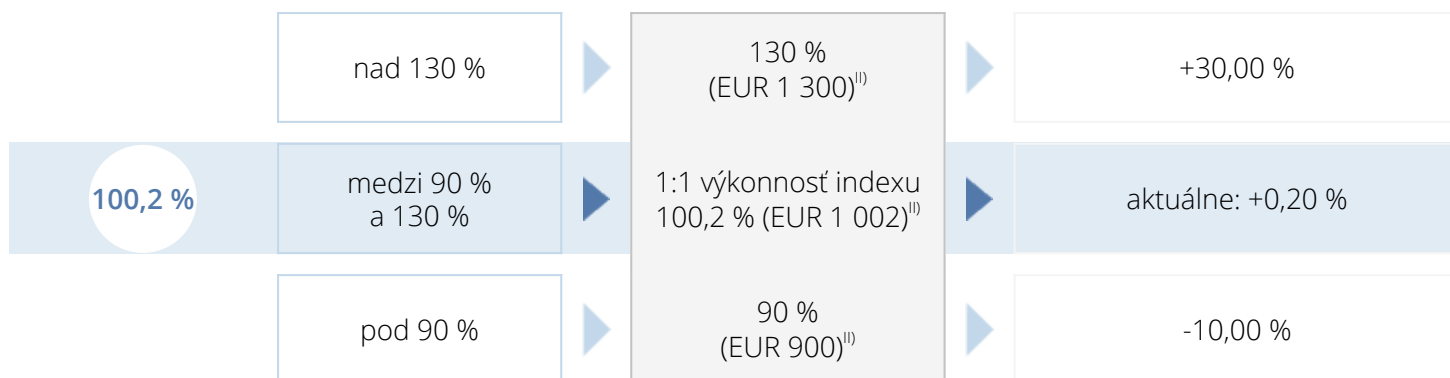 nad 130 %
130 %
(EUR 1 300)II)
+30,00 %
100,2 %
medzi 90 %
a 130 %
1:1 výkonnosť indexu
100,2 % (EUR 1 002)II)
aktuálne: +0,20 %
pod 90 %
90 %
(EUR 900)II)
-10,00 %